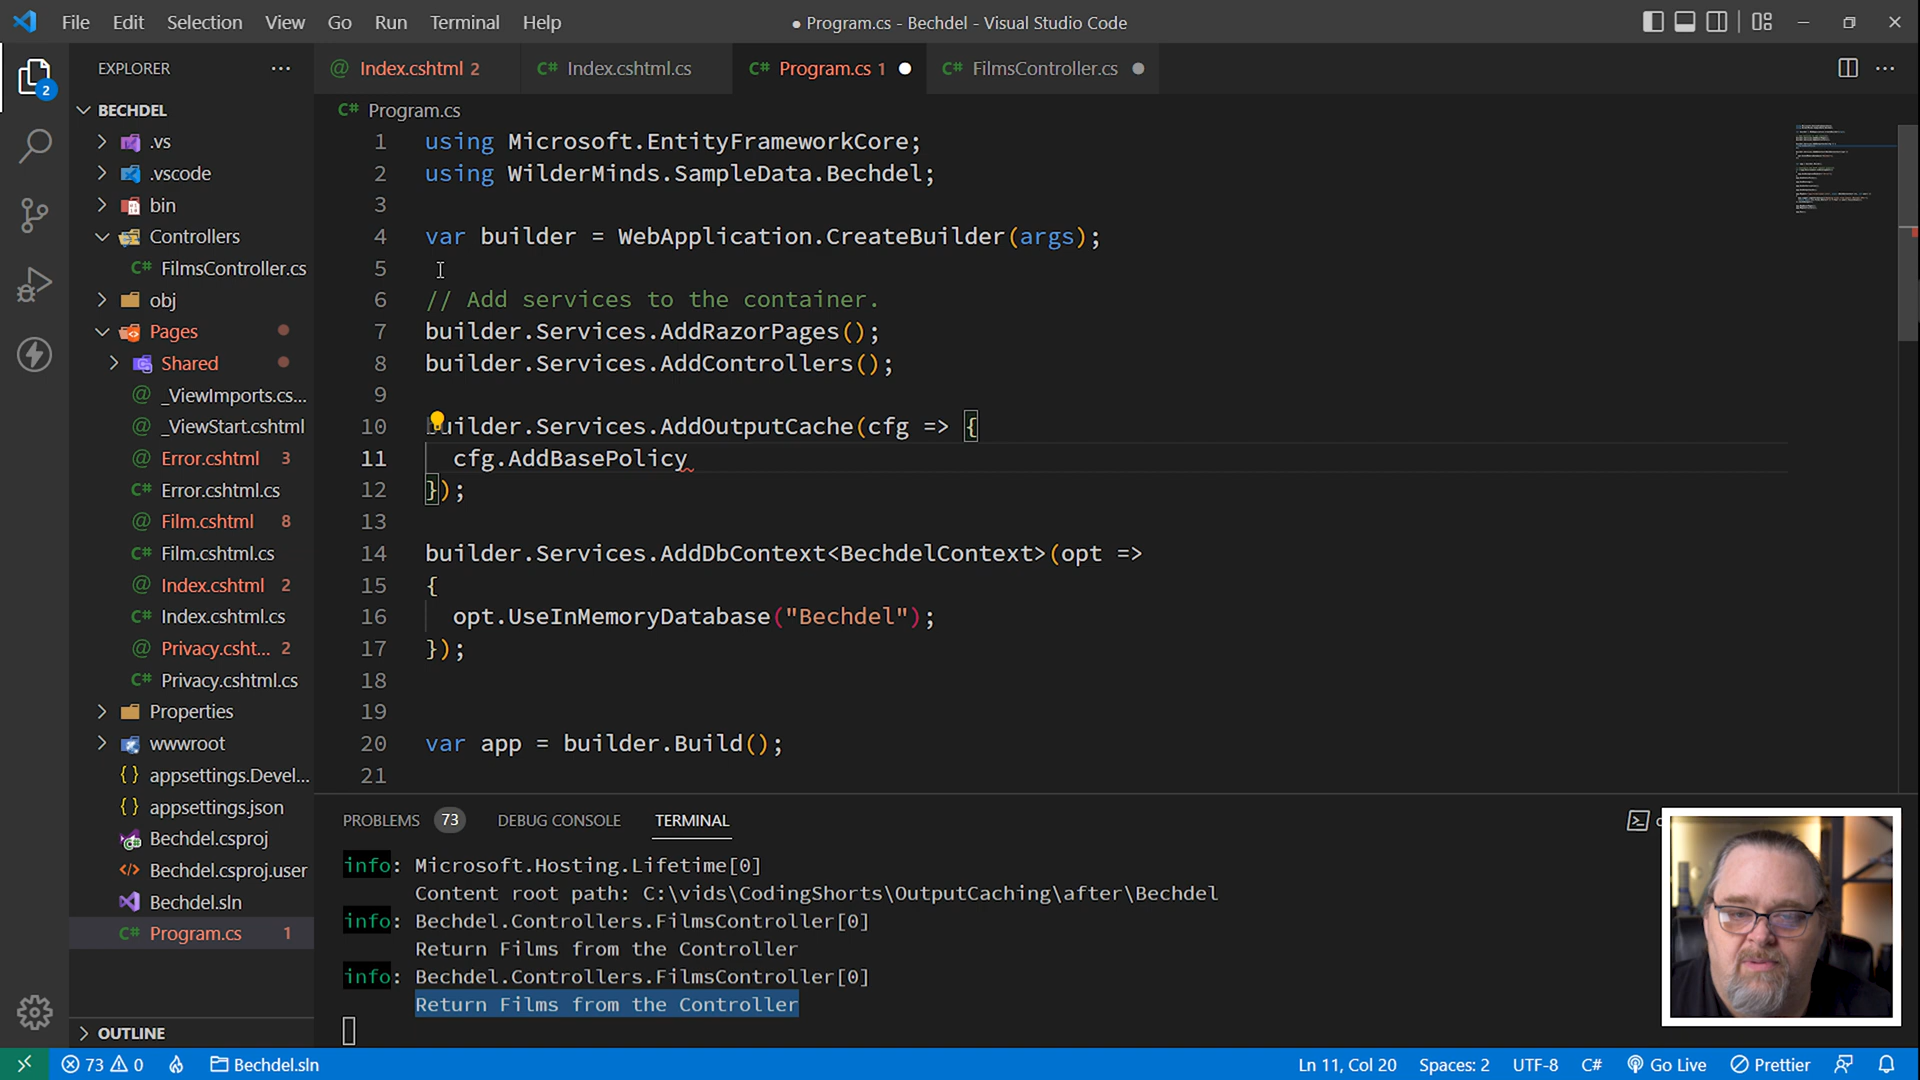 File Edit Selection View Go Run Terminal Help
● Program.cs - Bechdel - Visual Studio Code
EXPLORER
2
BECHDEL
.vs
.vscode
bin
Controllers
FilmsController.cs
obj
Pages
Shared
_ViewImports.cs...
_ViewStart.cshtml
Error.cshtml 3
Error.cshtml.cs
Film.cshtml 8
Film.cshtml.cs
Index.cshtml 2
Index.cshtml.cs
Privacy.csht... 2
Privacy.cshtml.cs
Properties
wwwroot
appsettings.Devel...
appsettings.json
Bechdel.csproj
Bechdel.csproj.user
Bechdel.sln
Program.cs 1
OUTLINE
Index.cshtml 2 Index.cshtml.cs Program.cs 1 FilmsController.cs
Program.cs
1 using Microsoft.EntityFrameworkCore;
2 using WilderMinds.SampleData.Bechdel;
3
4 var builder = WebApplication.CreateBuilder(args);
5
6 // Add services to the container.
7 builder.Services.AddRazorPages();
8 builder.Services.AddControllers();
9
10 builder.Services.AddOutputCache(cfg => {
11 cfg.AddBasePolicy
12 });
13
14 builder.Services.AddDbContext<BechdelContext>(opt =>
15 {
16 opt.UseInMemoryDatabase("Bechdel");
17 });
18
19
20 var app = builder.Build();
21
PROBLEMS 73 DEBUG CONSOLE TERMINAL
info: Microsoft.Hosting.Lifetime[0]
Content root path: C:\vids\CodingShorts\OutputCaching\after\Bechdel
info: Bechdel.Controllers.FilmsController[0]
Return Films from the Controller
info: Bechdel.Controllers.FilmsController[0]
Return Films from the Controller
73 0 Bechdel.sln Ln 11, Col 20 Spaces: 2 UTF-8 C# Go Live Prettier